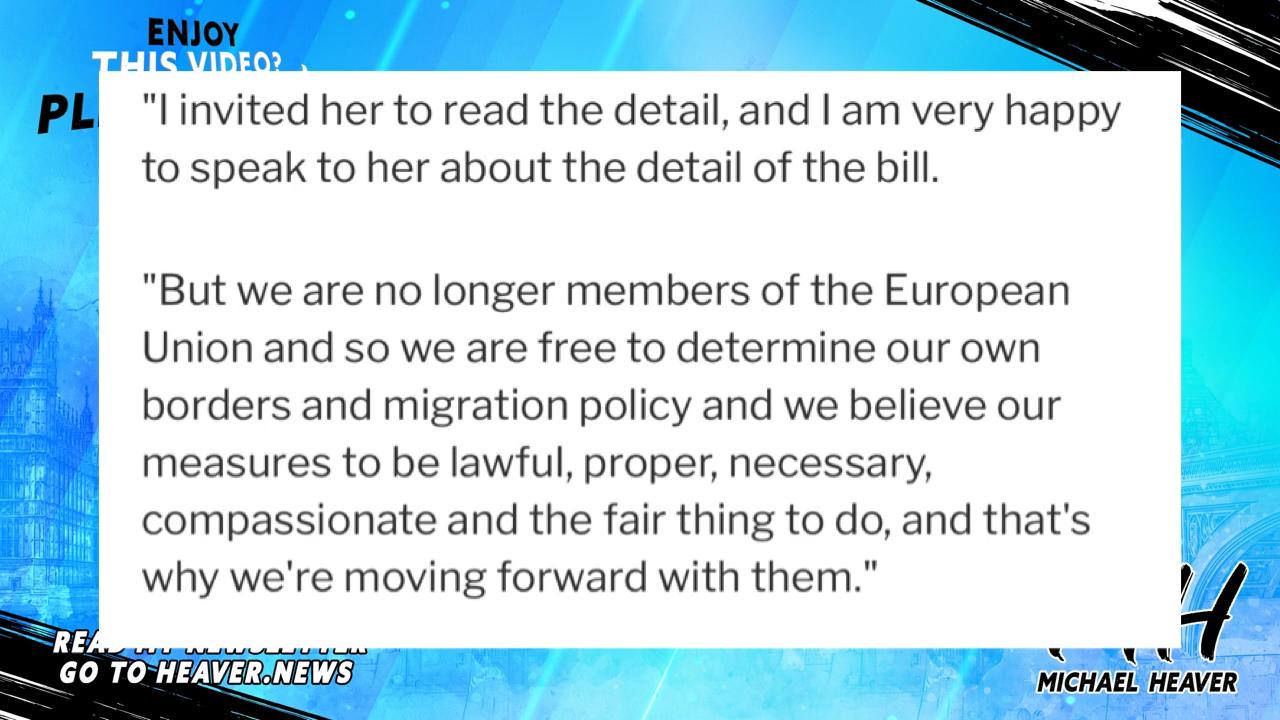 ENJOY
THIS VIDEO?
"I invited her to read the detail, and I am very happy
to speak to her about the detail of the bill.
"But we are no longer members of the European
Union and so we are free to determine our own
borders and migration policy and we believe our
measures to be lawful, proper, necessary,
compassionate and the fair thing to do, and that's
why we're moving forward with them."
READ MY NEWSLETTER
GO TO HEAVER.NEWS
MICHAEL HEAVER